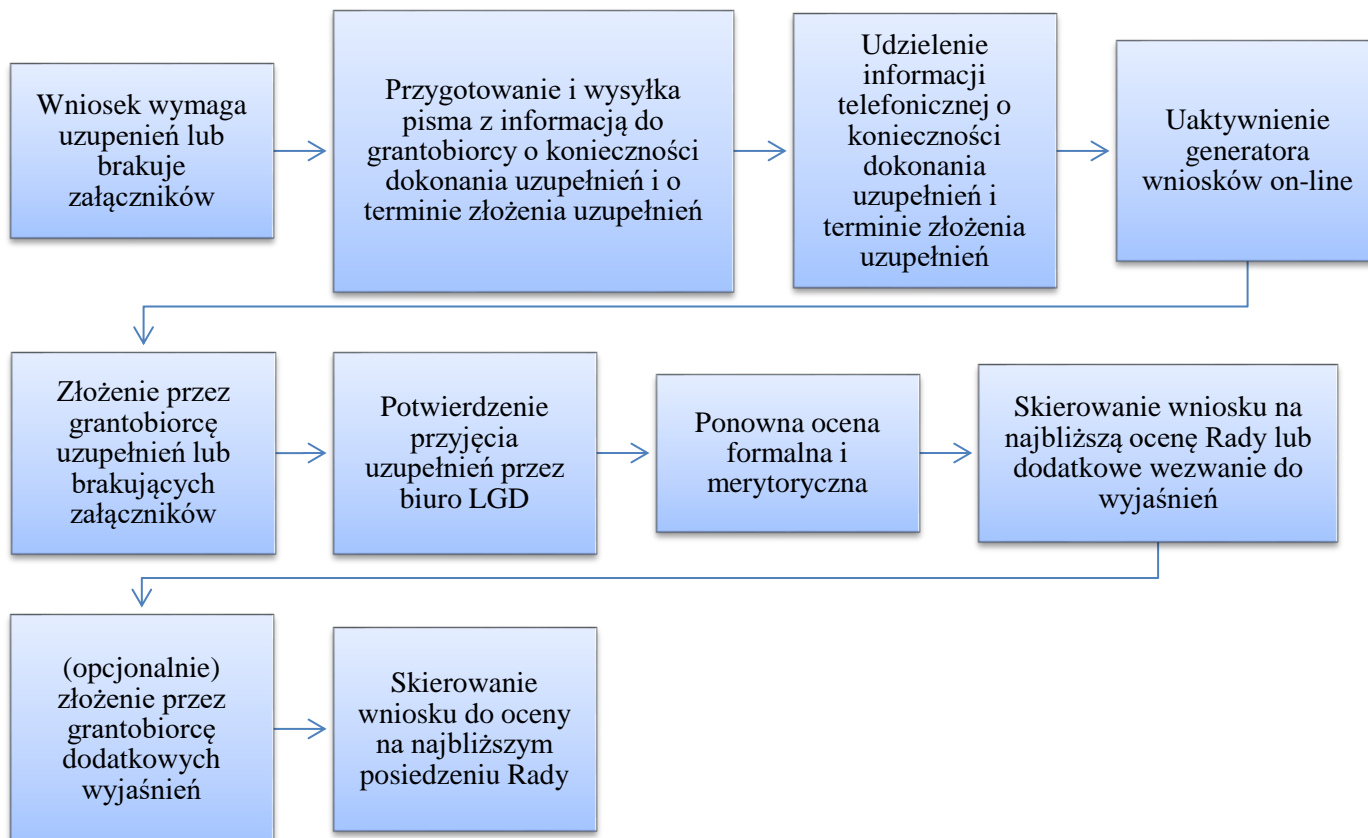 Wniosek wymaga
uzupenień lub
brakuje
załączników
Przygotowanie i wysyłka
pisma z informacją do
grantobiorcy o konieczności
dokonania uzupełnień i o
terminie złożenia uzupełnień
Udzielenie
informacji
telefonicznej o
konieczności
dokonania
uzupełnień i
terminie złożenia
uzupełnień
Uaktywnienie
generatora
wniosków on-line
Złożenie przez
grantobiorcę
uzupełnień lub
brakujących
załączników
Potwierdzenie
przyjęcia
uzupełnień przez
biuro LGD
Ponowna ocena
formalna i
merytoryczna
Skierowanie wniosku na
najbliższą ocenę Rady lub
dodatkowe wezwanie do
wyjaśnień
(opcjonalnie)
złożenie przez
grantobiorcę
dodatkowych
wyjaśnień
Skierowanie
wniosku do oceny
na najbliższym
posiedzeniu Rady